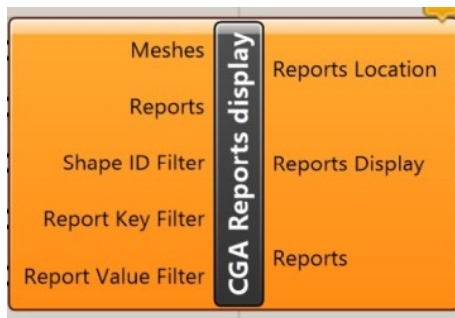 Meshes
Reports
Shape ID Filter
Report Key Filter
Report Value Filter
CGA Reports display
Reports Location
Reports Display
Reports